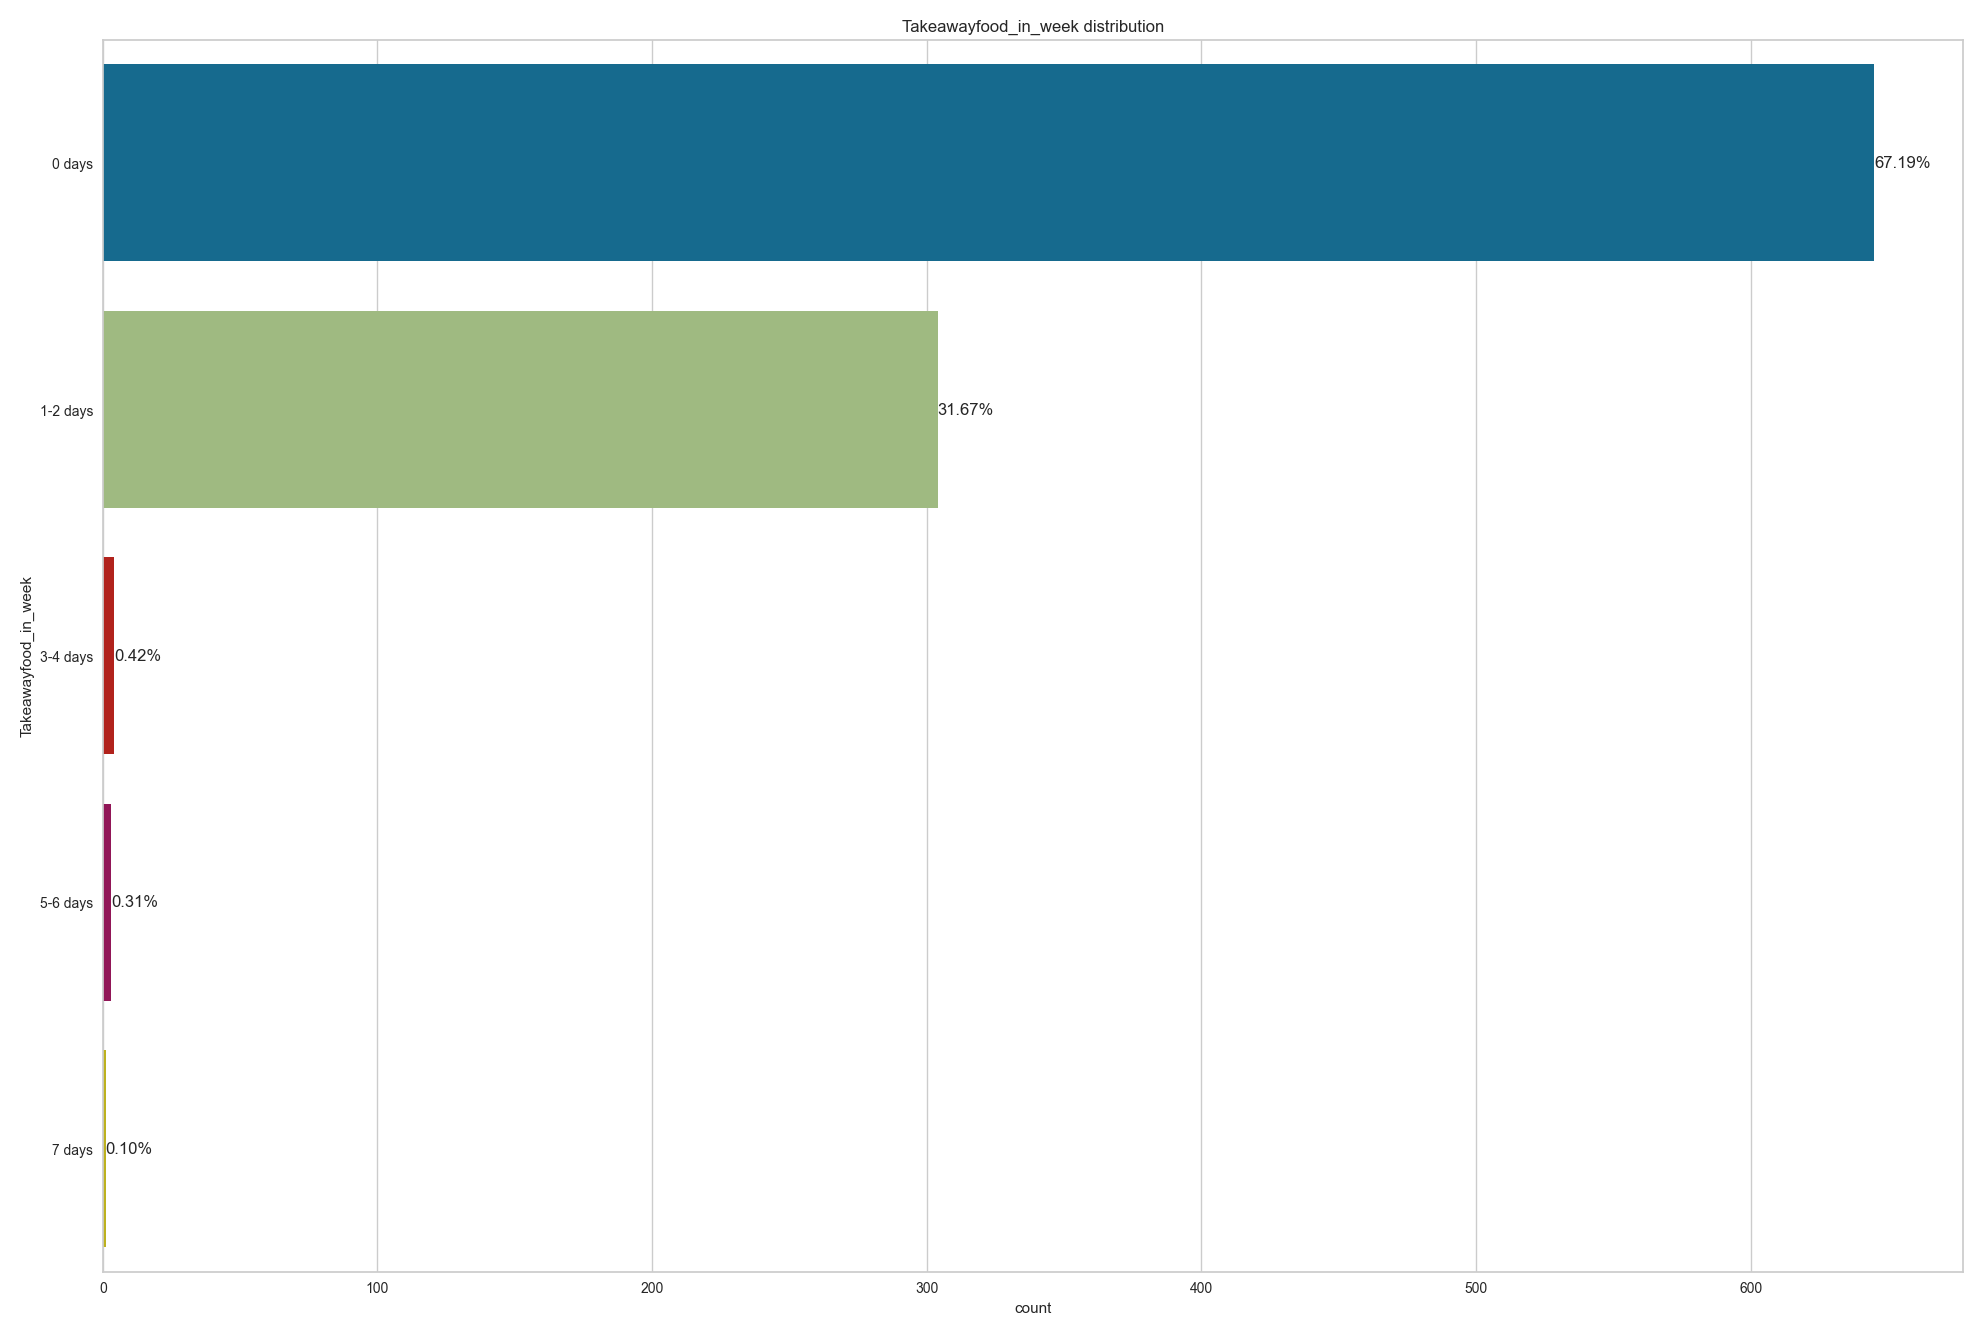 Takeawayfood_in_week distribution
0 days
67.19%
1-2 days
31.67%
Takeawayfood_in_week
3-4 days
0.42%
5-6 days
0.31%
7 days
0.10%
0 100 200 300 400 500 600
count